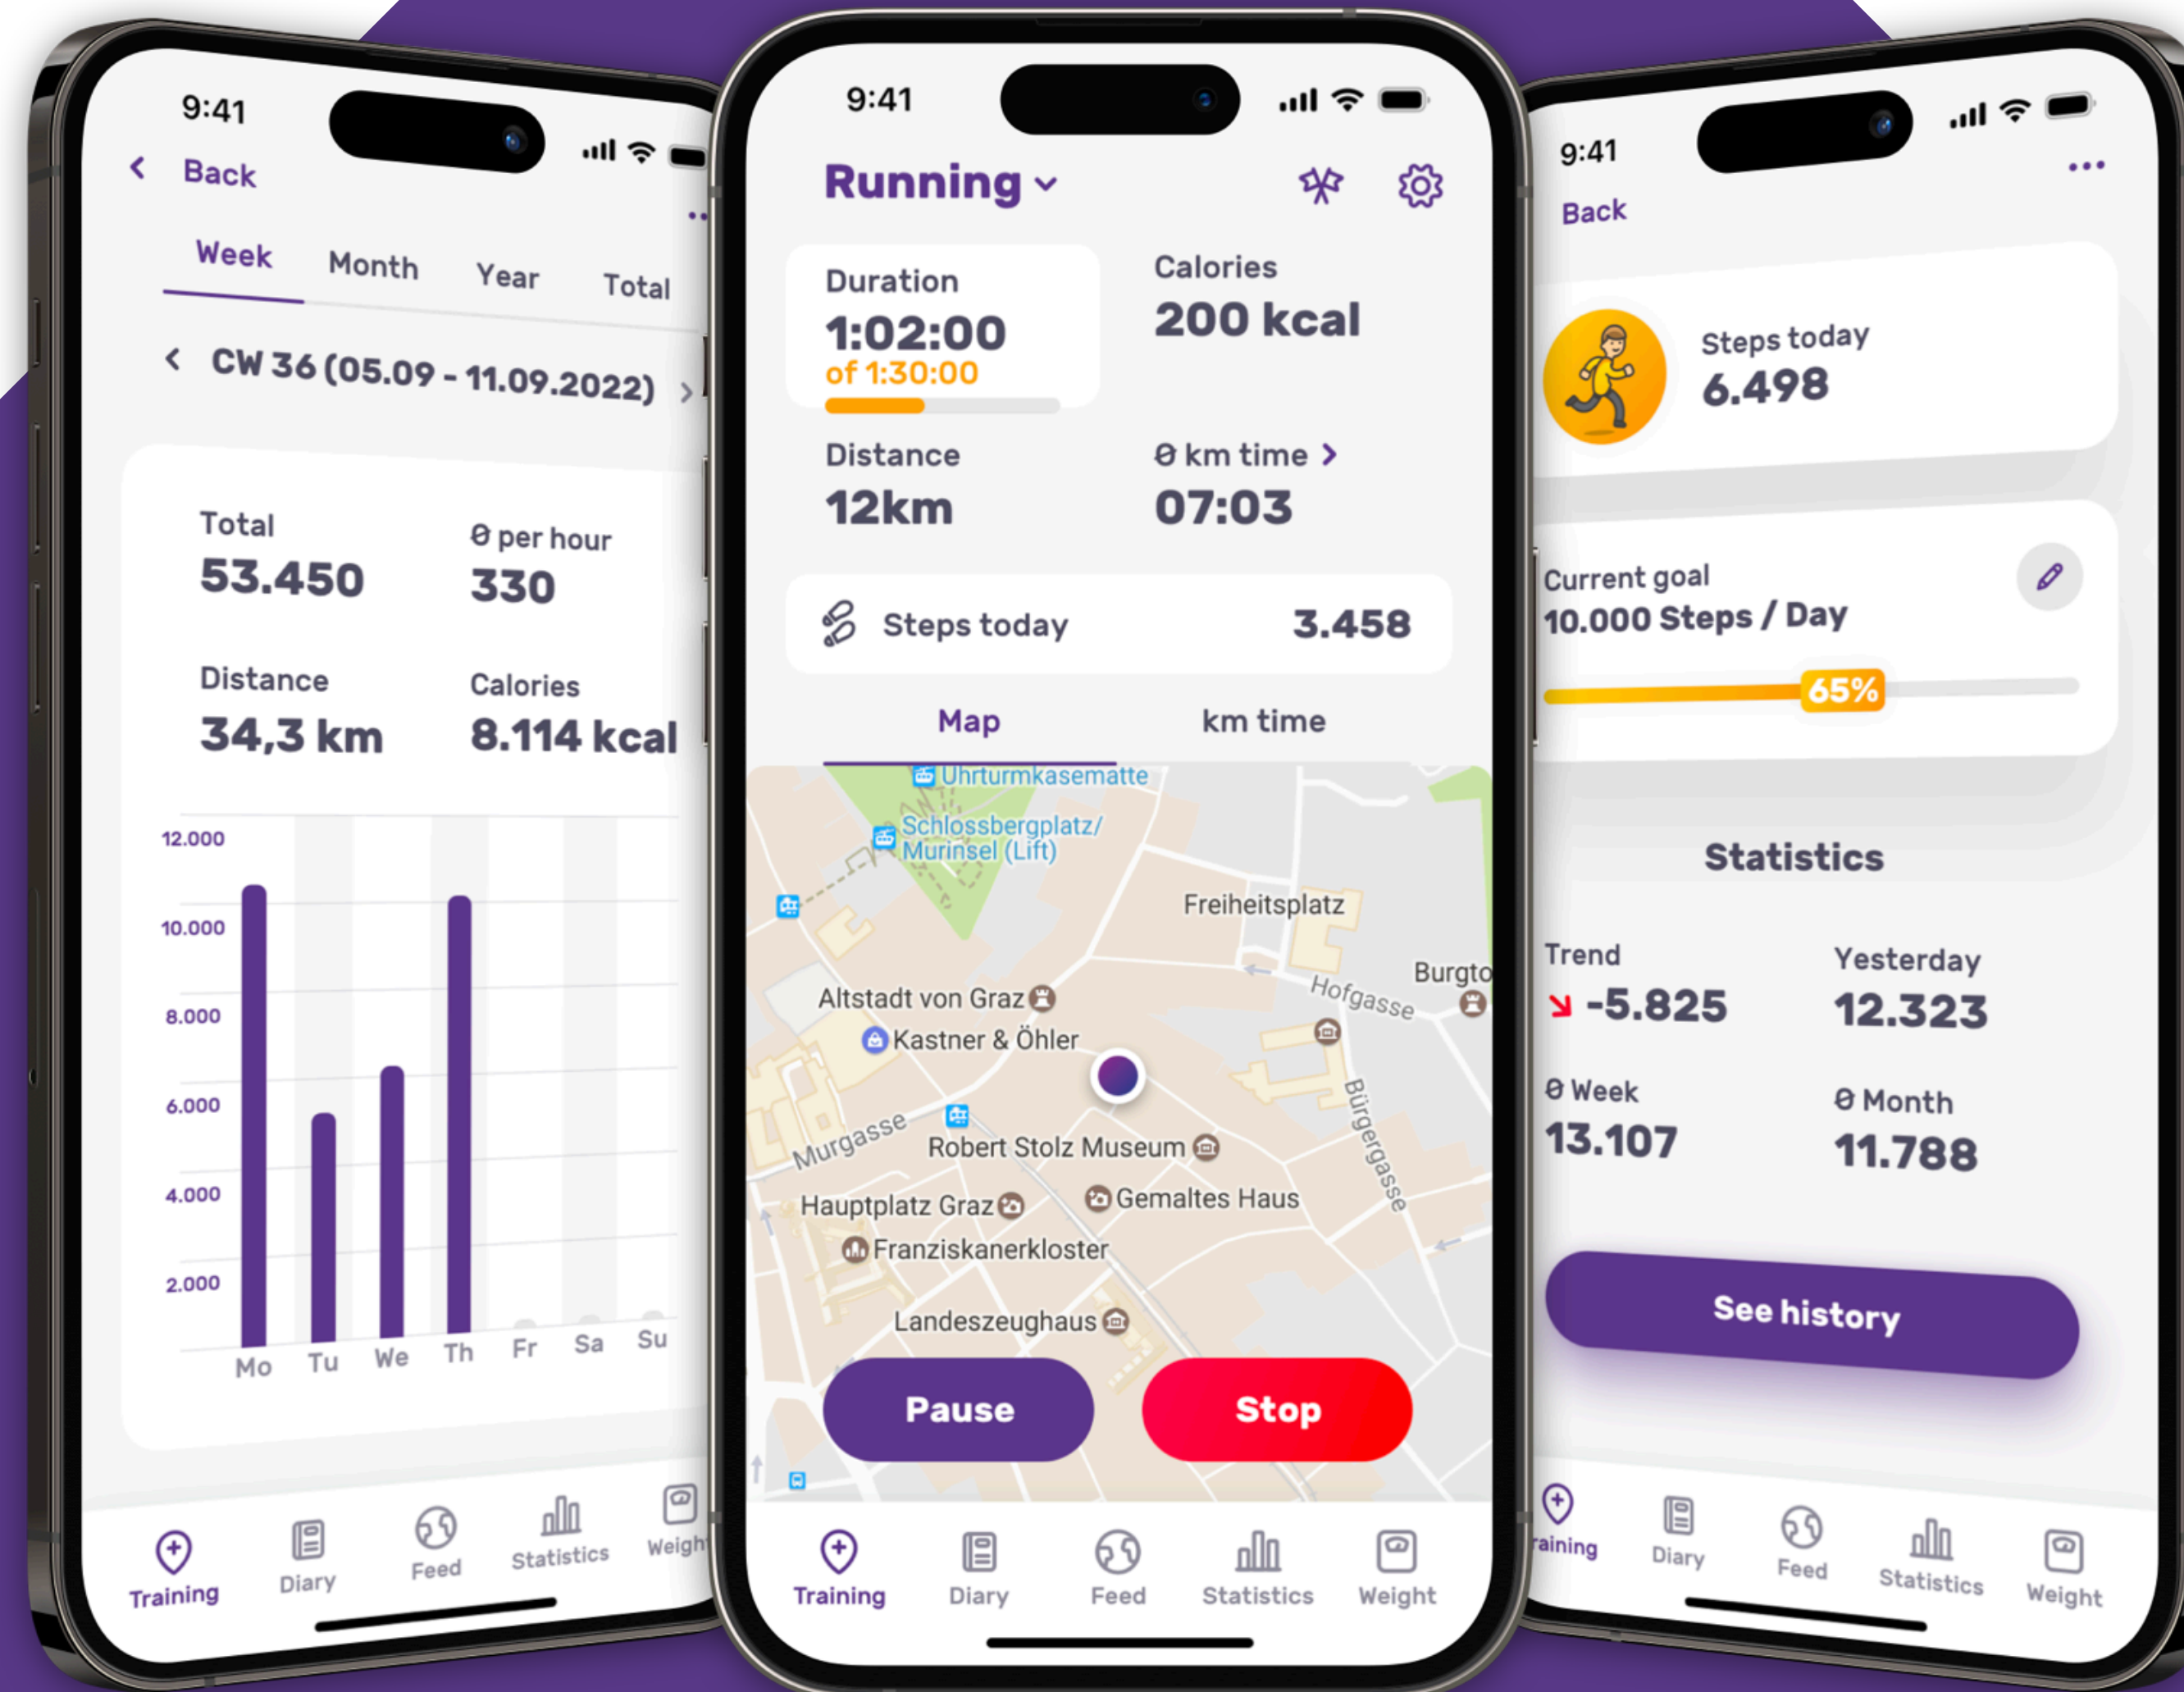 9:41
Back
Week Month Year Total
CW 36 (05.09 - 11.09.2022)
Total
53.450
Ø per hour
330
Distance
34,3 km
Calories
8.114 kcal
12.000
10.000
8.000
6.000
4.000
2.000
Mo Tu We Th Fr Sa Su
Training Diary Feed Statistics Weigh
9:41
Running
Duration
1:02:00
of 1:30:00
Calories
200 kcal
Distance
12km
Ø km time
07:03
Steps today 3.458
Map km time
Uhrturmkasematte
Schlossbergplatz/
Murinsel (Lift)
Freiheitsplatz
Burgto
Hofgasse
Altstadt von Graz
Kastner & Öhler
Bürgergasse
Murgasse
Robert Stolz Museum
Hauptplatz Graz
Gemaltes Haus
Franziskanerkloster
Landeszeughaus
Pause Stop
Training Diary Feed Statistics Weight
9:41
Back
Steps today
6.498
Current goal
10.000 Steps / Day
65%
Statistics
Trend
-5.825
Yesterday
12.323
Ø Week
13.107
Ø Month
11.788
See history
raining Diary Feed Statistics Weight